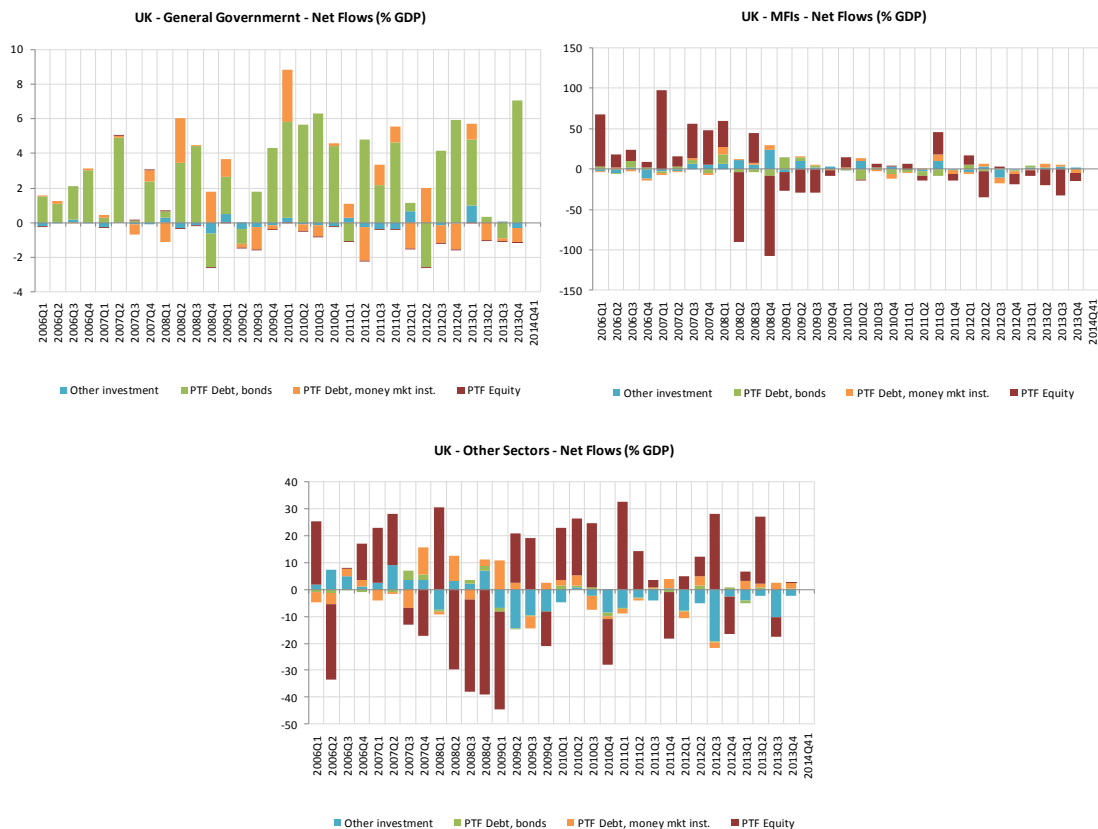 UK - General Governemnt - Net Flows (% GDP)
10
8
6
4
2
0
-2
-4
2006Q1
2006Q2
2006Q3
2006Q4
2007Q1
2007Q2
2007Q3
2007Q4
2008Q1
2008Q2
2008Q3
2008Q4
2009Q1
2009Q2
2009Q3
2009Q4
2010Q1
2010Q2
2010Q3
2010Q4
2011Q1
2011Q2
2011Q3
2011Q4
2012Q1
2012Q2
2012Q3
2012Q4
2013Q1
2013Q2
2013Q3
2013Q4
2014Q41
Other investment PTF Debt, bonds PTF Debt, money mkt inst. PTF Equity
UK - MFIs - Net Flows (% GDP)
150
100
50
0
-50
-100
-150
2006Q1
2006Q2
2006Q3
2006Q4
2007Q1
2007Q2
2007Q3
2007Q4
2008Q1
2008Q2
2008Q3
2008Q4
2009Q1
2009Q2
2009Q3
2009Q4
2010Q1
2010Q2
2010Q3
2010Q4
2011Q1
2011Q2
2011Q3
2011Q4
2012Q1
2012Q2
2012Q3
2012Q4
2013Q1
2013Q2
2013Q3
2013Q4
2014Q41
Other investment PTF Debt, bonds PTF Debt, money mkt inst. PTF Equity
UK - Other Sectors - Net Flows (% GDP)
40
30
20
10
0
-10
-20
-30
-40
-50
2006Q1
2006Q2
2006Q3
2006Q4
2007Q1
2007Q2
2007Q3
2007Q4
2008Q1
2008Q2
2008Q3
2008Q4
2009Q1
2009Q2
2009Q3
2009Q4
2010Q1
2010Q2
2010Q3
2010Q4
2011Q1
2011Q2
2011Q3
2011Q4
2012Q1
2012Q2
2012Q3
2012Q4
2013Q1
2013Q2
2013Q3
2013Q4
2014Q41
Other investment PTF Debt, bonds PTF Debt, money mkt inst. PTF Equity